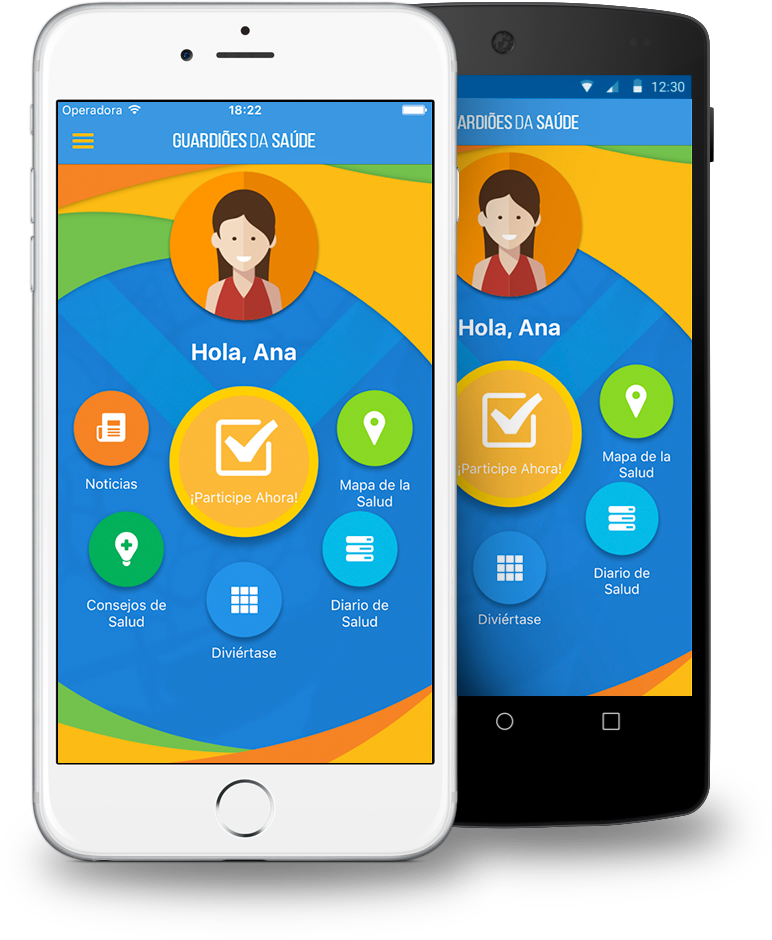 Operadora
18:22
GUARDIÕES DA SAÚDE
Hola, Ana
¡Participe Ahora!
Noticias
Mapa de la
Salud
Consejos de
Salud
Diario de
Salud
Diviértase
12:30
ARDIÕES DA SAÚDE
Hola, Ana
¡Participe Ahora!
Mapa de la
Salud
Diario de
Salud
Diviértase